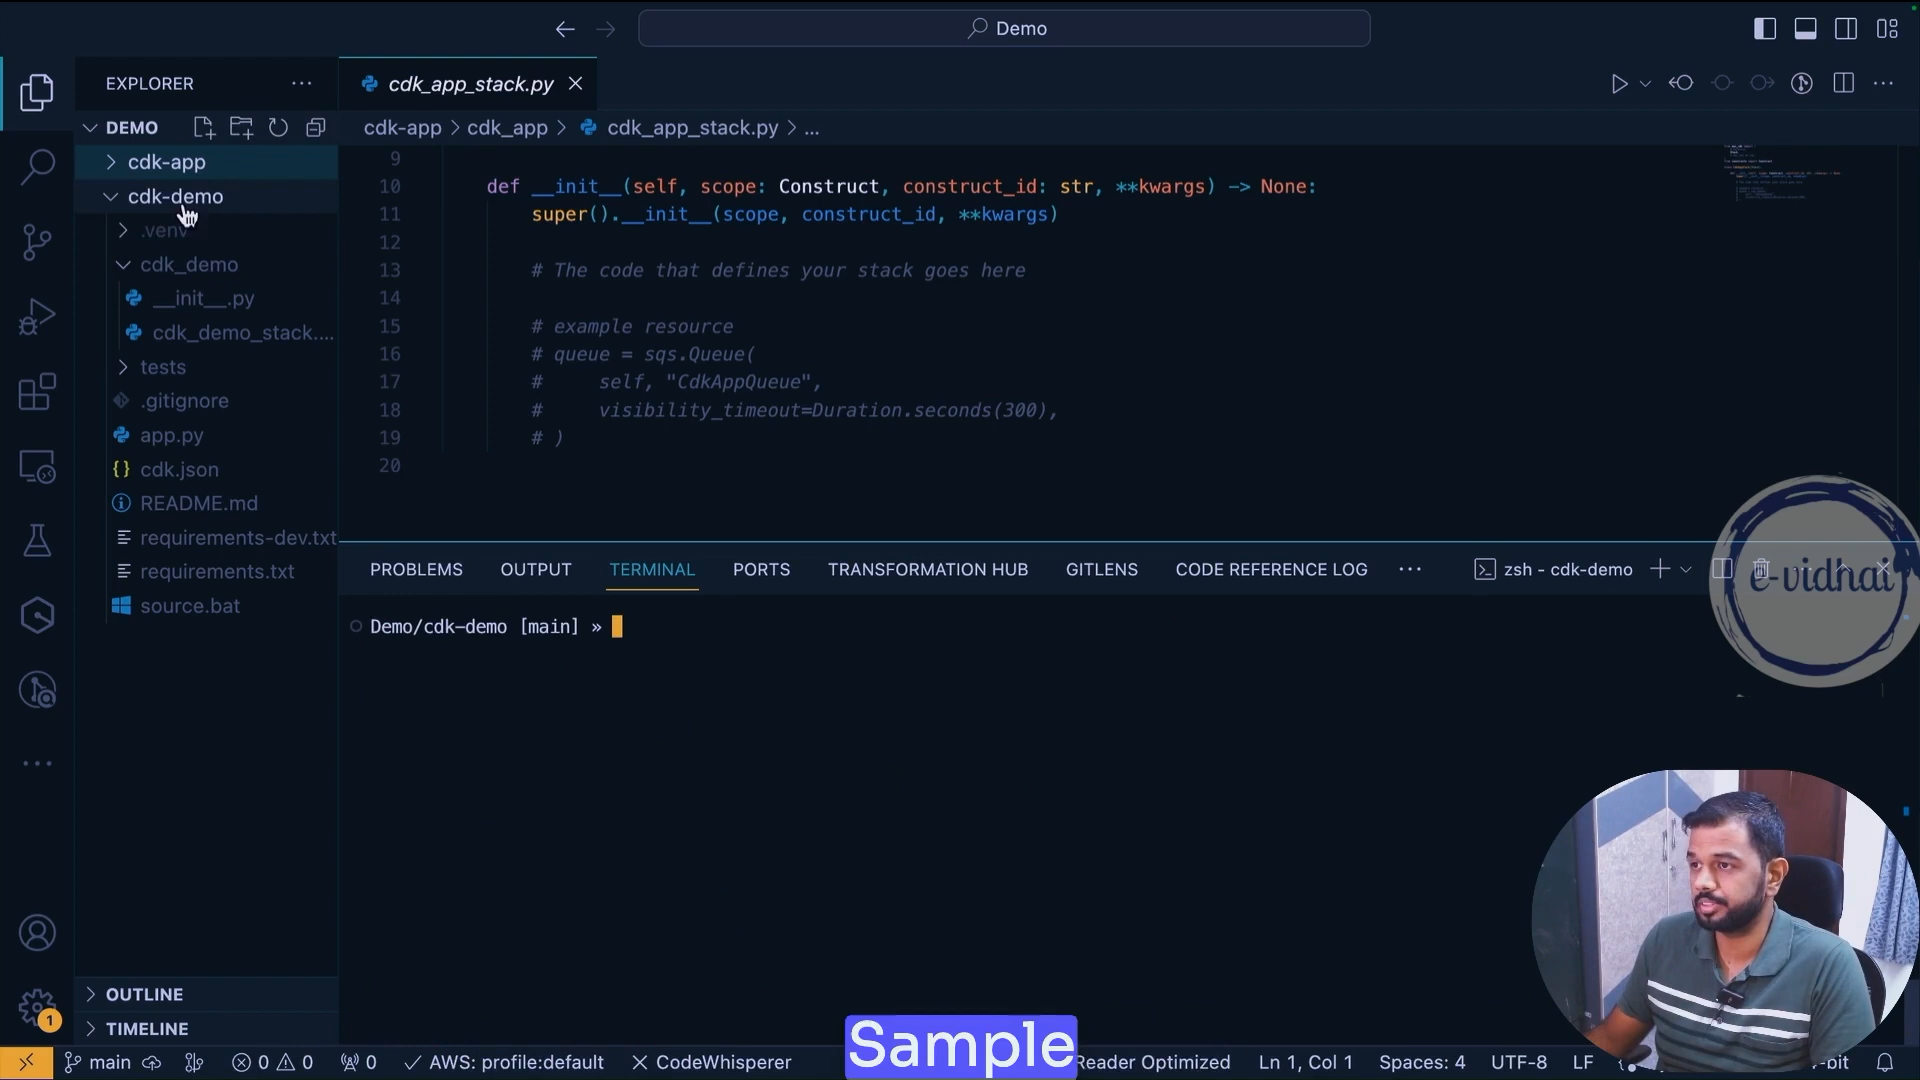 Demo
EXPLORER
cdk_app_stack.py
DEMO
cdk-app > cdk_app > cdk_app_stack.py > ...
cdk-app
cdk-demo
.venv
cdk_demo
__init__.py
cdk_demo_stack....
tests
.gitignore
app.py
cdk.json
README.md
requirements-dev.txt
requirements.txt
source.bat
OUTLINE
TIMELINE
9
10 def __init__(self, scope: Construct, construct_id: str, **kwargs) -> None:
11 super().__init__(scope, construct_id, **kwargs)
12
13 # The code that defines your stack goes here
14
15 # example resource
16 # queue = sqs.Queue(
17 #     self, "CdkAppQueue",
18 #     visibility_timeout=Duration.seconds(300),
19 # )
20
PROBLEMS OUTPUT TERMINAL PORTS TRANSFORMATION HUB GITLENS CODE REFERENCE LOG ... zsh - cdk-demo
e-vidhai
Demo/cdk-demo [main] »
Sample
1
main 0 0 0 AWS: profile:default CodeWhisperer Reader Optimized Ln 1, Col 1 Spaces: 4 UTF-8 LF -bit